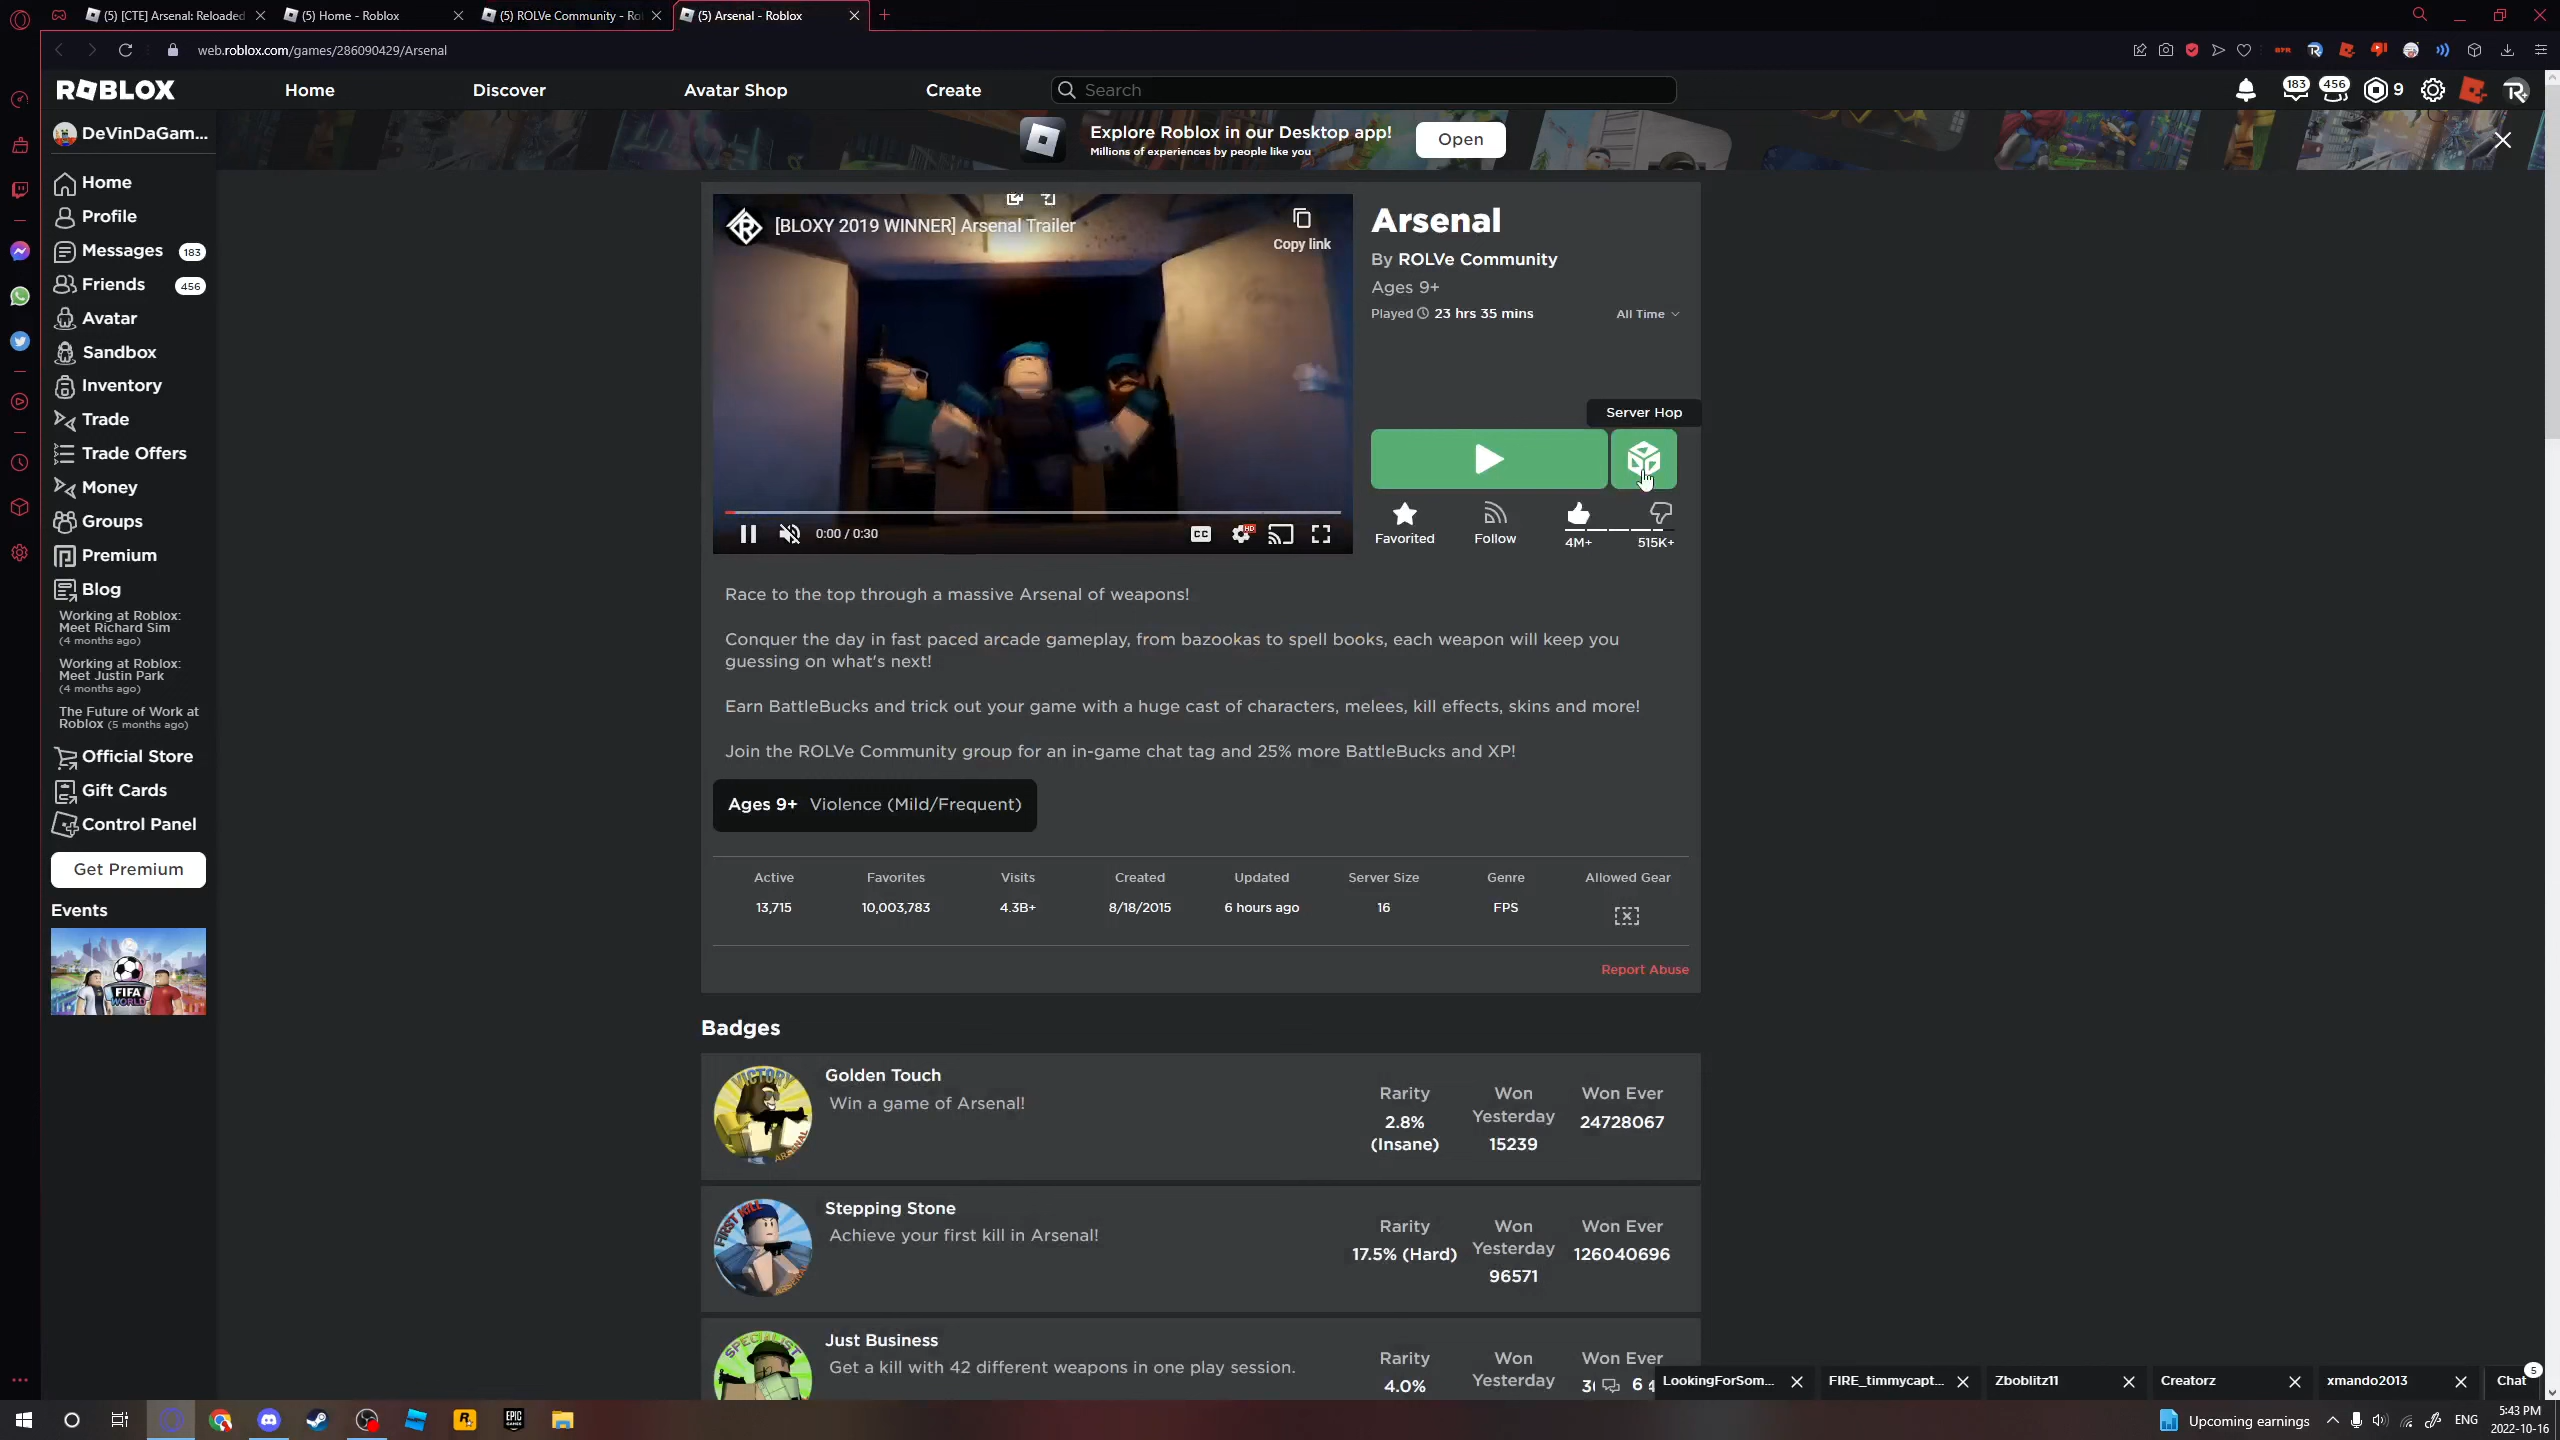 (5) [CTE] Arsenal: Reloaded
(5) Home - Roblox
(5) ROLVe Community - Ro
(5) Arsenal - Roblox
web.roblox.com/games/286090429/Arsenal
ROBLOX
Home
Discover
Avatar Shop
Create
Search
183
456
9
DeVinDaGam...
Explore Roblox in our Desktop app!
Millions of experiences by people like you
Open
Home
Profile
Messages 183
Friends 456
Avatar
Sandbox
Inventory
Trade
Trade Offers
Money
Groups
Premium
Blog
Working at Roblox:
Meet Richard Sim
(4 months ago)
Working at Roblox:
Meet Justin Park
(4 months ago)
The Future of Work at
Roblox (5 months ago)
Official Store
Gift Cards
Control Panel
Get Premium
Events
FIFA
WORLD
[BLOXY 2019 WINNER] Arsenal Trailer
Copy link
0:00 / 0:30
CC
HD
Arsenal
By ROLVe Community
Ages 9+
Played 23 hrs 35 mins
All Time
Server Hop
Favorited
Follow
4M+
515K+
Race to the top through a massive Arsenal of weapons!
Conquer the day in fast paced arcade gameplay, from bazookas to spell books, each weapon will keep you
guessing on what's next!
Earn BattleBucks and trick out your game with a huge cast of characters, melees, kill effects, skins and more!
Join the ROLVe Community group for an in-game chat tag and 25% more BattleBucks and XP!
Ages 9+ Violence (Mild/Frequent)
Active Favorites Visits Created Updated Server Size Genre Allowed Gear
13,715 10,003,783 4.3B+ 8/18/2015 6 hours ago 16 FPS
Report Abuse
Badges
VICTORY
ARSENAL
Golden Touch
Win a game of Arsenal!
Rarity
2.8%
(Insane)
Won
Yesterday
15239
Won Ever
24728067
FIRST KILL
ARSENAL
Stepping Stone
Achieve your first kill in Arsenal!
Rarity
17.5% (Hard)
Won
Yesterday
96571
Won Ever
126040696
SPECIALIST
Just Business
Get a kill with 42 different weapons in one play session.
Rarity
4.0%
Won
Yesterday
Won Ever
LookingForSom...
FIRE_timmycapt...
Zboblitz11
Creatorz
xmando2013
Chat
5
EPIC
GAMES
Upcoming earnings
ENG
5:43 PM
2022-10-16